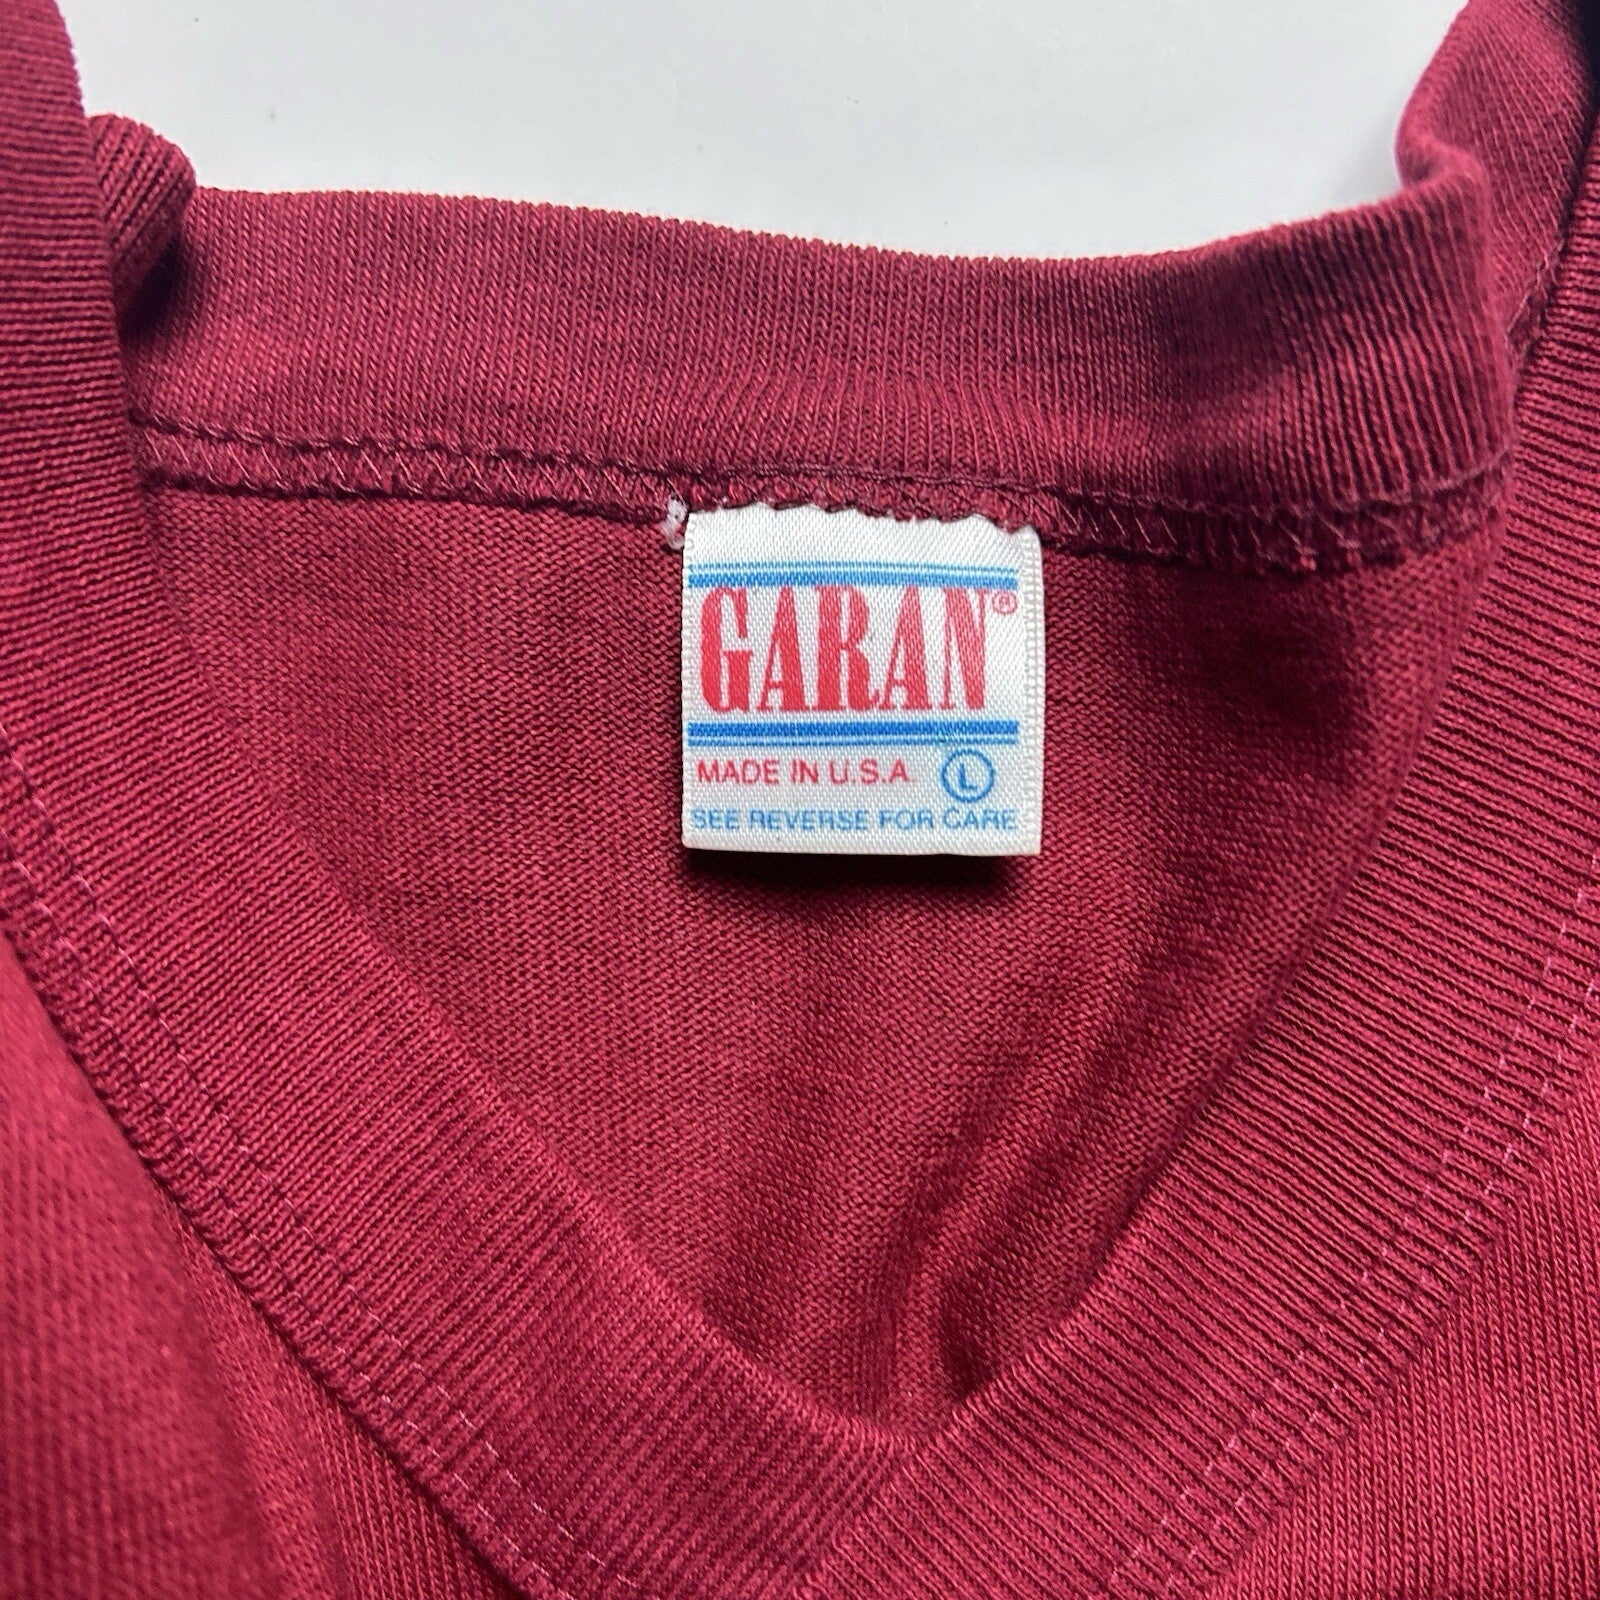 GARAN®
MADE IN U.S.A. L
SEE REVERSE FOR CARE